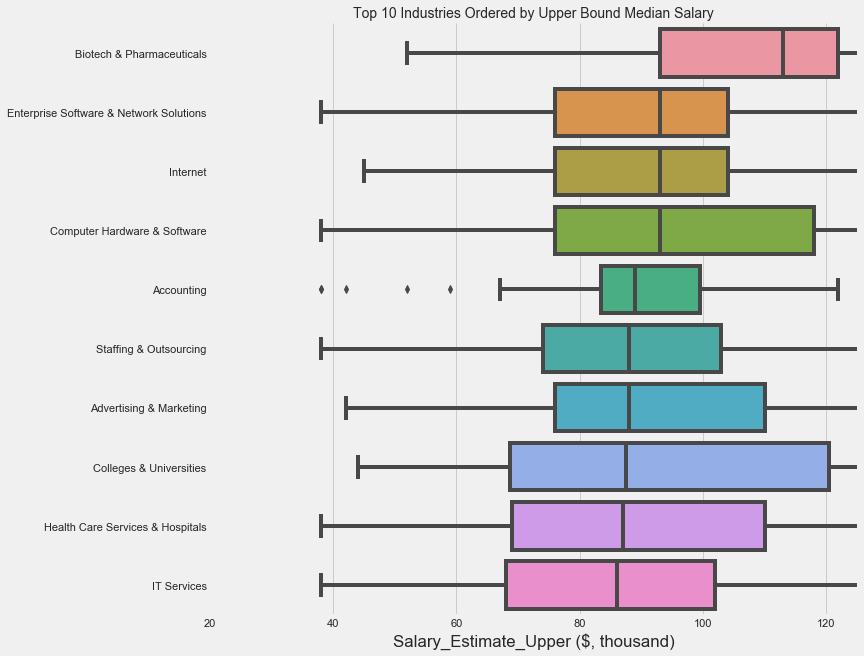 Top 10 Industries Ordered by Upper Bound Median Salary
Biotech & Pharmaceuticals
Enterprise Software & Network Solutions
Internet
Computer Hardware & Software
Accounting
Staffing & Outsourcing
Advertising & Marketing
Colleges & Universities
Health Care Services & Hospitals
IT Services
20 40 60 80 100 120
Salary_Estimate_Upper ($, thousand)